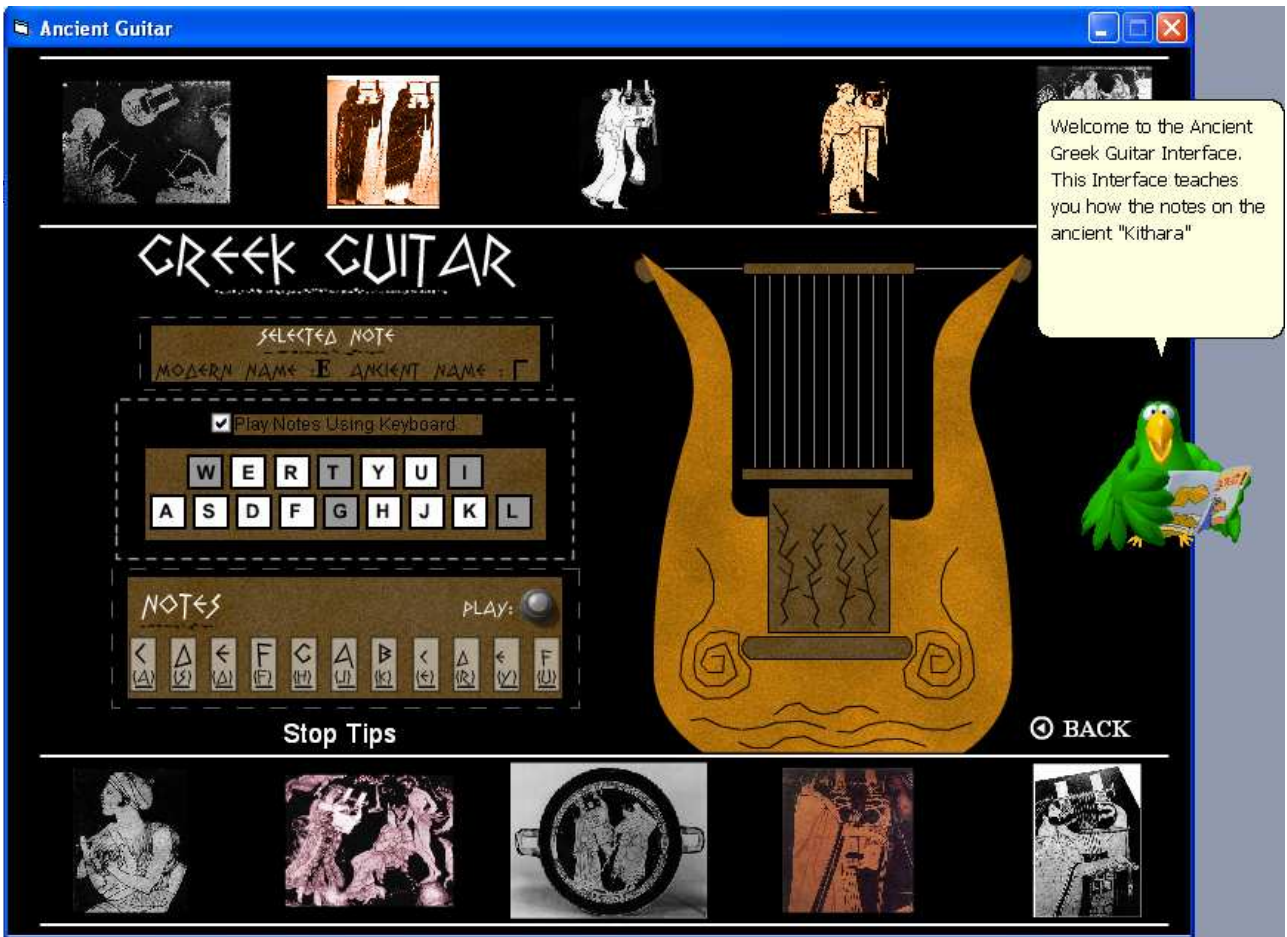 Ancient Guitar
Welcome to the Ancient
Greek Guitar Interface.
This Interface teaches
you how the notes on the
ancient "Kithara"
GREEK GUITAR
SELECTED NOTE
MODERN NAME :E ANCIENT NAME : Γ
Play Notes Using Keyboard
W E R T Y U I
A S D F G H J K L
NOTES PLAY:
C D E F G A B C D E F
(A) (S) (D) (F) (H) (J) (K) (E) (R) (Y) (U)
Stop Tips
BACK